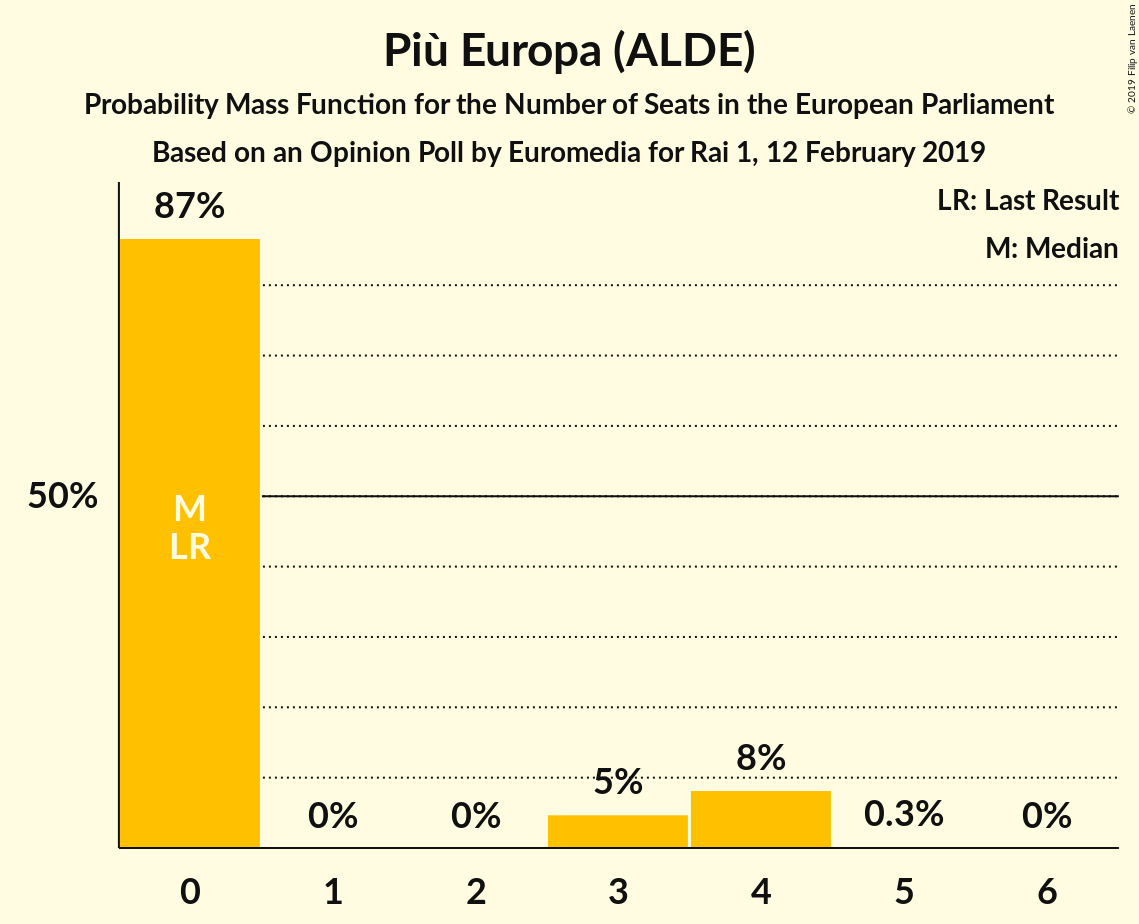 Più Europa (ALDE)
Probability Mass Function for the Number of Seats in the European Parliament
Based on an Opinion Poll by Euromedia for Rai 1, 12 February 2019
© 2019 Filip van Laenen
LR: Last Result
M: Median
87%
50%
M
LR
0%
0%
5%
8%
0.3%
0%
0
1
2
3
4
5
6